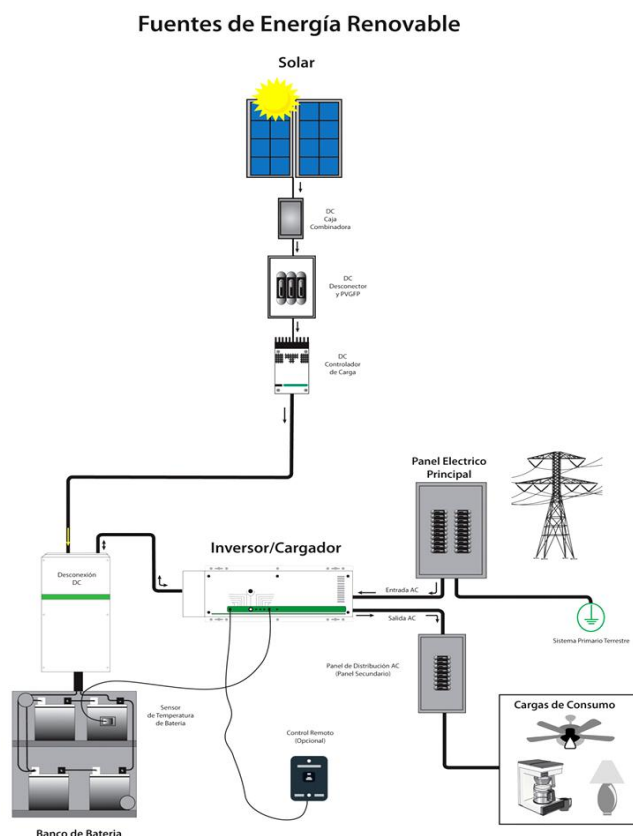 Fuentes de Energía Renovable
Solar
DC
Caja
Combinadora
DC
Desconector
y PVGFP
DC
Controlador
de Carga
Panel Electrico
Principal
Inversor/Cargador
Desconexión
DC
Entrada AC
Salida AC
Sistema Primario Terrestre
Panel de Distribución AC
(Panel Secundario)
Sensor
de Temperatura
de Bateria
Control Remoto
(Opcional)
Cargas de Consumo
Banco de Bateria